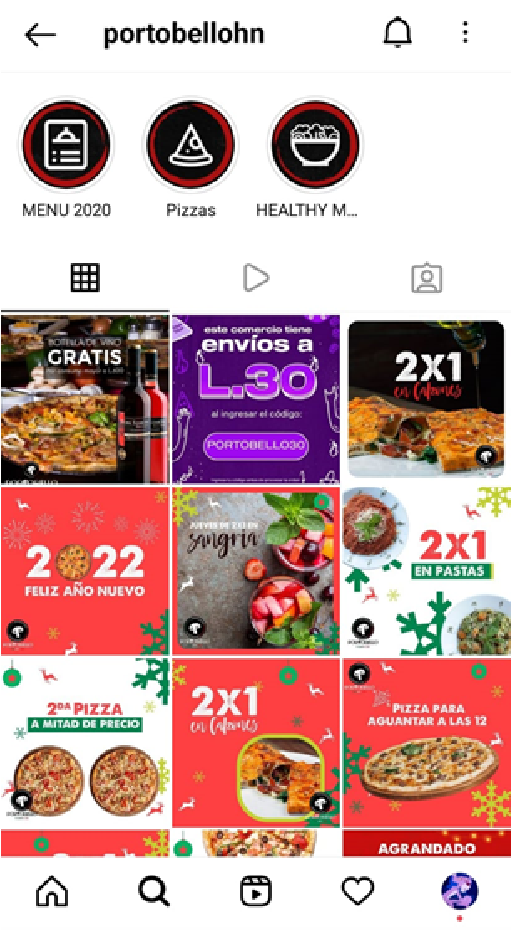 portobellohn
MENU 2020
Pizzas
HEALTHY M...
BOTELLA DE VINO
GRATIS
este comercio tiene
envíos a
L.30
al ingresar el código:
PORTOBELLO30
2X1
en Calzones
2022
FELIZ AÑO NUEVO
JUEVES DE 2X1 EN
sangría
2X1
EN PASTAS
2DA PIZZA
A MITAD DE PRECIO
2X1
en Calzones
PIZZA PARA
AGUANTAR A LAS 12
AGRANDADO